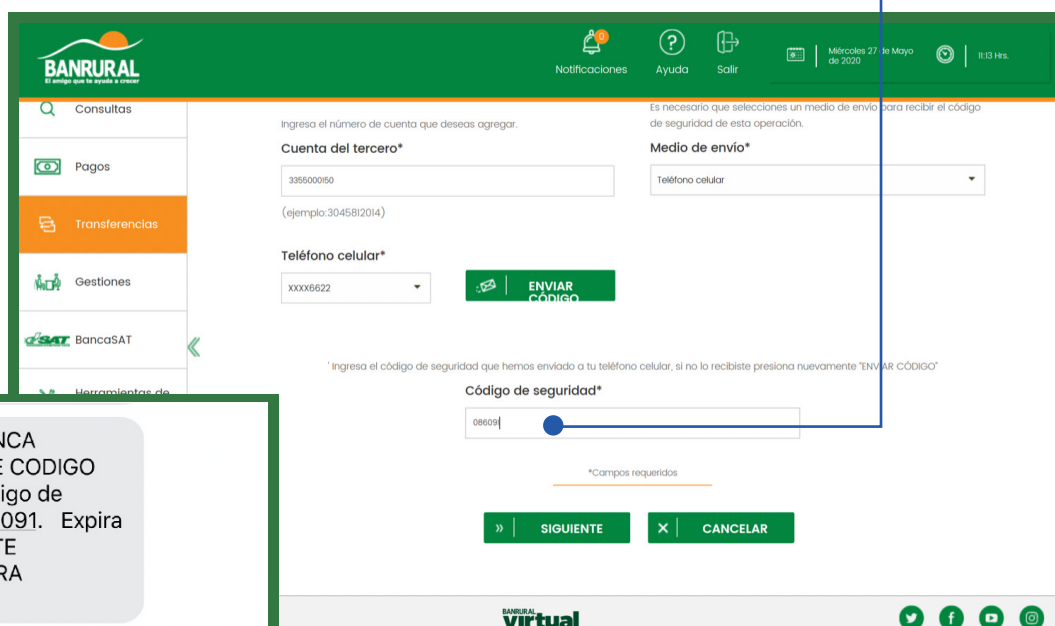 BANRURAL
El amigo que te ayuda a crecer
0
Notificaciones
?
Ayuda
Salir
Miércoles 27 de Mayo
de 2020
11:13 Hrs.
Consultas
Pagos
Transferencias
Gestiones
SAT BancaSAT
Herramientas de
Ingresa el número de cuenta que deseas agregar.
Cuenta del tercero*
3355000150
(ejemplo:3045812014)
Es necesario que selecciones un medio de envío para recibir el código
de seguridad de esta operación.
Medio de envío*
Teléfono celular
Teléfono celular*
XXXX6622
ENVIAR
CÓDIGO
' Ingresa el código de seguridad que hemos enviado a tu teléfono celular, si no lo recibiste presiona nuevamente "ENVIAR CÓDIGO"
Código de seguridad*
086091
*Campos requeridos
» SIGUIENTE
X CANCELAR
NCA
E CODIGO
igo de
091. Expira
TE
RA
BANRURAL
virtual